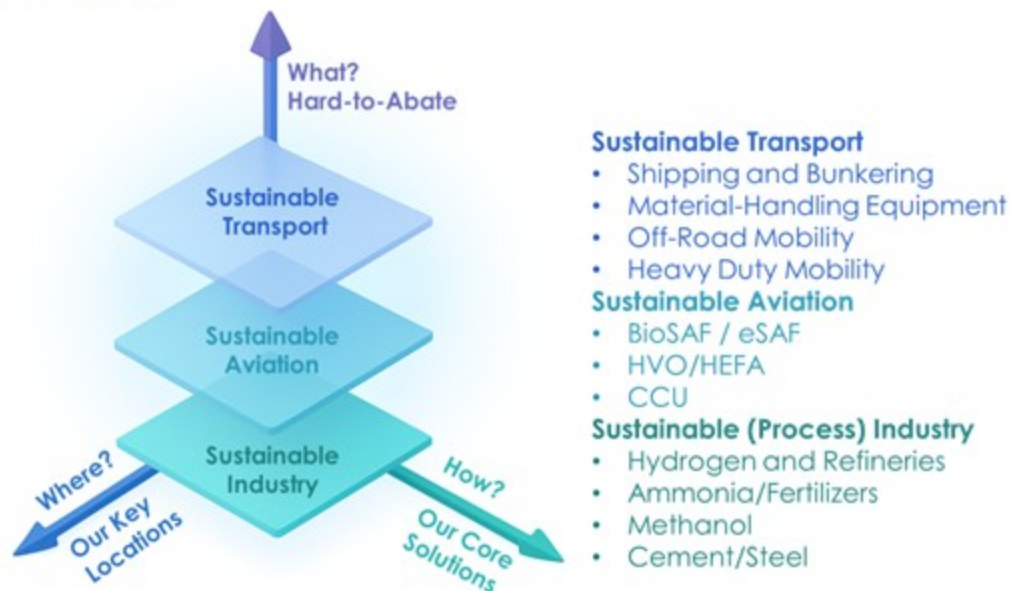 What?
Hard-to-Abate
Sustainable
Transport
Sustainable
Aviation
Sustainable
Industry
Where?
Our Key
Locations
How?
Our Core
Solutions
Sustainable Transport
• Shipping and Bunkering
• Material-Handling Equipment
• Off-Road Mobility
• Heavy Duty Mobility
Sustainable Aviation
• BioSAF / eSAF
• HVO/HEFA
• CCU
Sustainable (Process) Industry
• Hydrogen and Refineries
• Ammonia/Fertilizers
• Methanol
• Cement/Steel